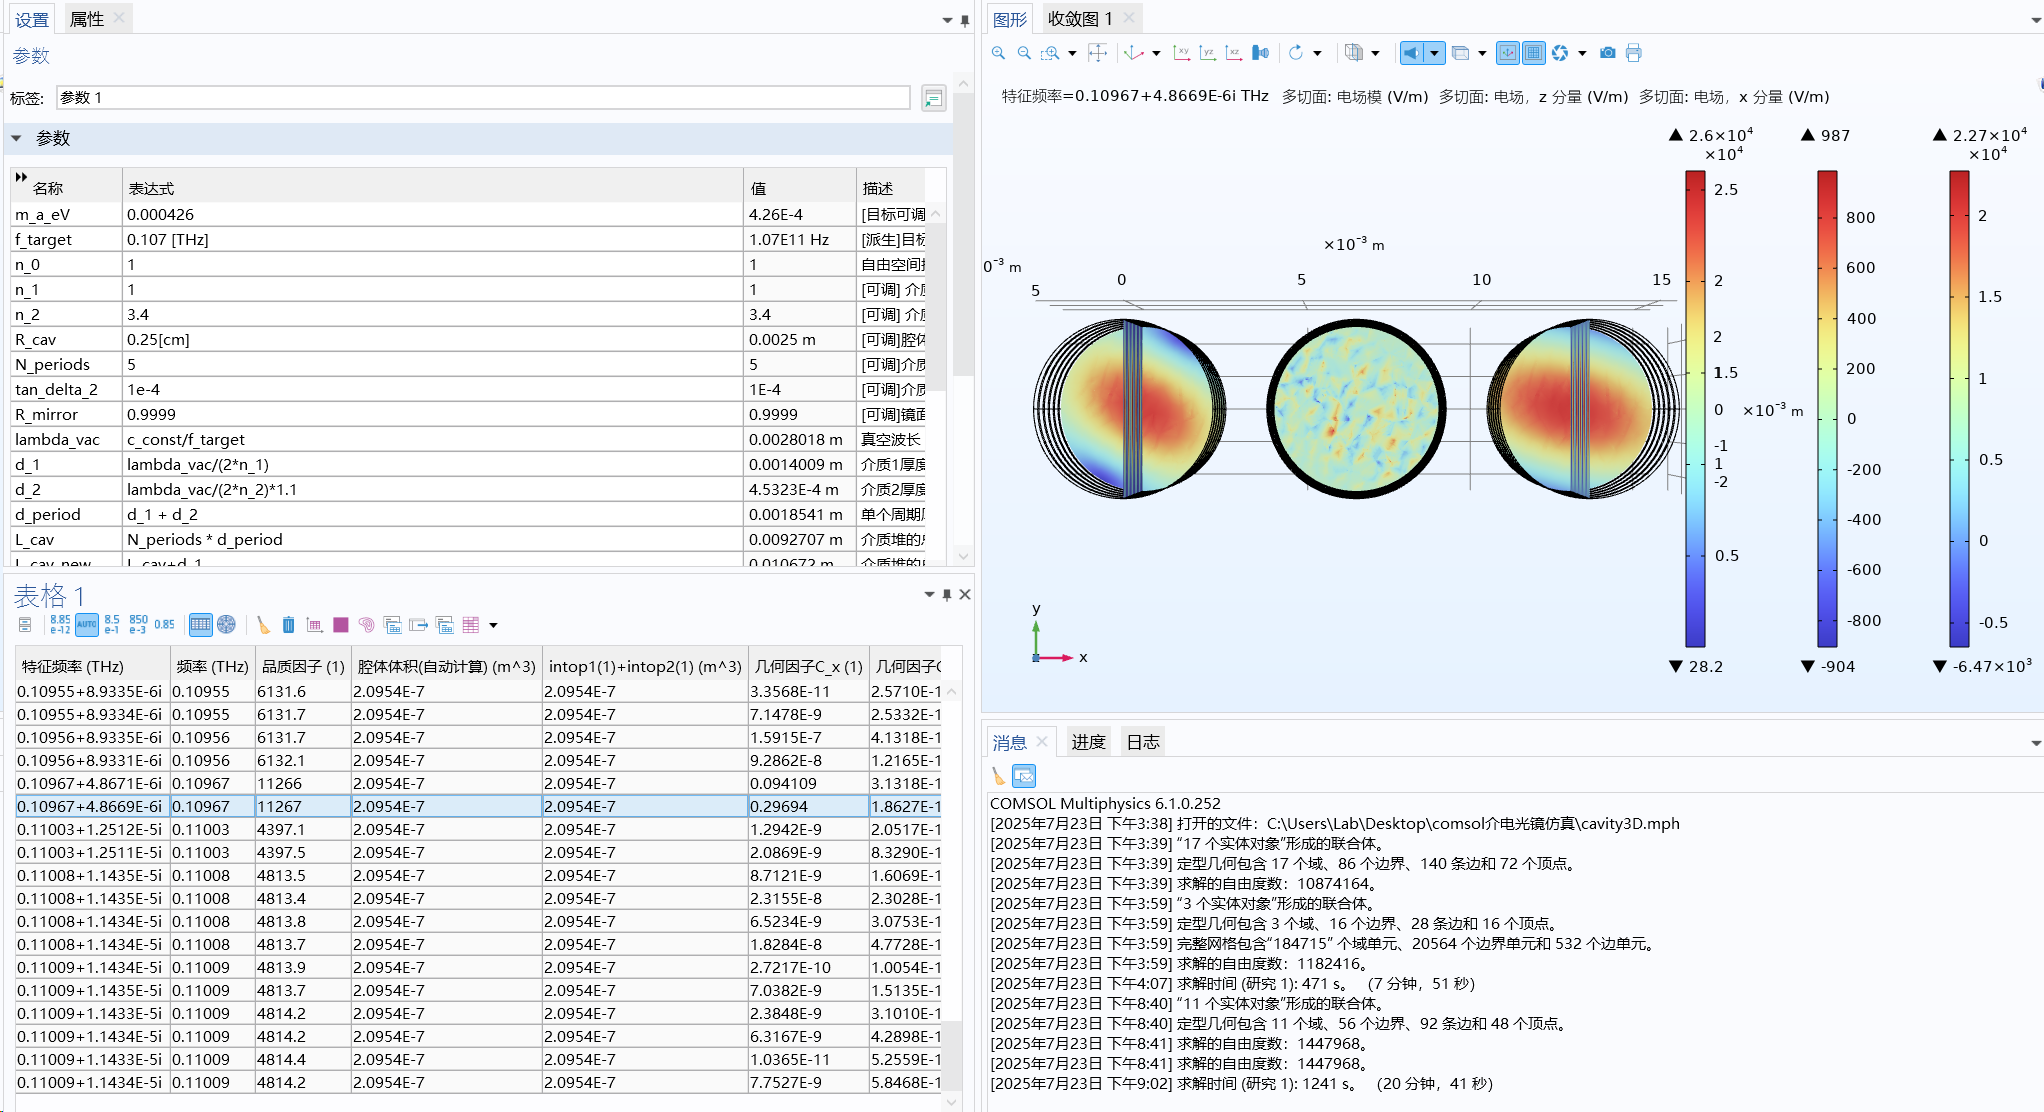 设置 属性
参数
标签: 参数 1
参数
名称 表达式 值 描述
m_a_eV 0.000426 4.26E-4 [目标可调
f_target 0.107 [THz] 1.07E11 Hz [派生]目标
n_0 1 1 自由空间
n_1 1 1 [可调] 介质
n_2 3.4 3.4 [可调] 介质
R_cav 0.25[cm] 0.0025 m [可调]腔体
N_periods 5 5 [可调]介质
tan_delta_2 1e-4 1E-4 [可调]介质
R_mirror 0.9999 0.9999 [可调]镜面
lambda_vac c_const/f_target 0.0028018 m 真空波长
d_1 lambda_vac/(2*n_1) 0.0014009 m 介质1厚度
d_2 lambda_vac/(2*n_2)*1.1 4.5323E-4 m 介质2厚度
d_period d_1 + d_2 0.0018541 m 单个周期
L_cav N_periods * d_period 0.0092707 m 介质堆的
L_cav_new L_cav+d_1 0.010672 m 介质堆的
表格 1
8.85 e-12 AUTO 8.5 e-1 850 e-3 0.85
特征频率 (THz) 频率 (THz) 品质因子 (1) 腔体体积(自动计算) (m^3) intop1(1)+intop2(1) (m^3) 几何因子C_x (1) 几何因子C
0.10955+8.9335E-6i 0.10955 6131.6 2.0954E-7 2.0954E-7 3.3568E-11 2.5710E-1
0.10955+8.9334E-6i 0.10955 6131.7 2.0954E-7 2.0954E-7 7.1478E-9 2.5332E-1
0.10956+8.9335E-6i 0.10956 6131.7 2.0954E-7 2.0954E-7 1.5915E-7 4.1318E-1
0.10956+8.9331E-6i 0.10956 6132.1 2.0954E-7 2.0954E-7 9.2862E-8 1.2165E-1
0.10967+4.8671E-6i 0.10967 11266 2.0954E-7 2.0954E-7 0.094109 3.1318E-1
0.10967+4.8669E-6i 0.10967 11267 2.0954E-7 2.0954E-7 0.29694 1.8627E-1
0.11003+1.2512E-5i 0.11003 4397.1 2.0954E-7 2.0954E-7 1.2942E-9 2.0517E-1
0.11003+1.2511E-5i 0.11003 4397.5 2.0954E-7 2.0954E-7 2.0869E-9 8.3290E-1
0.11008+1.1435E-5i 0.11008 4813.5 2.0954E-7 2.0954E-7 8.7121E-9 1.6069E-1
0.11008+1.1434E-5i 0.11008 4813.4 2.0954E-7 2.0954E-7 2.3155E-8 2.3028E-1
0.11008+1.1434E-5i 0.11008 4813.8 2.0954E-7 2.0954E-7 6.5234E-9 3.0753E-1
0.11008+1.1434E-5i 0.11008 4813.7 2.0954E-7 2.0954E-7 1.8284E-8 4.7728E-1
0.11009+1.1434E-5i 0.11009 4813.9 2.0954E-7 2.0954E-7 2.7217E-10 1.0054E-1
0.11009+1.1435E-5i 0.11009 4813.7 2.0954E-7 2.0954E-7 7.0382E-9 1.5135E-1
0.11009+1.1433E-5i 0.11009 4814.2 2.0954E-7 2.0954E-7 2.3848E-9 3.1010E-1
0.11009+1.1434E-5i 0.11009 4814.2 2.0954E-7 2.0954E-7 6.3167E-9 4.2898E-1
0.11009+1.1433E-5i 0.11009 4814.4 2.0954E-7 2.0954E-7 1.0365E-11 5.2559E-1
0.11009+1.1434E-5i 0.11009 4814.2 2.0954E-7 2.0954E-7 7.7527E-9 5.8468E-1
图形 收敛图 1
特征频率=0.10967+4.8669E-6i THz 多切面: 电场模 (V/m) 多切面: 电场, z 分量 (V/m) 多切面: 电场, x 分量 (V/m)
▲ 2.6×10⁴ ▲ 987 ▲ 2.27×10⁴
×10⁴ ×10⁴
×10⁻³ m
0⁻³ m
0 5 10 15
5
2.5 2 1.5 1 0.5
2 1 0 -1 -2
×10⁻³ m
800 600 400 200 0 -200 -400 -600 -800
2 1.5 1 0.5 0 -0.5
▼ 28.2 ▼ -904 ▼ -6.47×10³
y
x
消息 进度 日志
COMSOL Multiphysics 6.1.0.252
[2025年7月23日 下午3:38] 打开的文件：C:\Users\Lab\Desktop\comsol介电光镜仿真\cavity3D.mph
[2025年7月23日 下午3:39] “17 个实体对象”形成的联合体。
[2025年7月23日 下午3:39] 定型几何包含 17 个域、86 个边界、140 条边和 72 个顶点。
[2025年7月23日 下午3:39] 求解的自由度数：10874164。
[2025年7月23日 下午3:59] “3 个实体对象”形成的联合体。
[2025年7月23日 下午3:59] 定型几何包含 3 个域、16 个边界、28 条边和 16 个顶点。
[2025年7月23日 下午3:59] 完整网格包含“184715” 个域单元、20564 个边界单元和 532 个边单元。
[2025年7月23日 下午3:59] 求解的自由度数：1182416。
[2025年7月23日 下午4:07] 求解时间 (研究 1): 471 s。 (7 分钟，51 秒)
[2025年7月23日 下午8:40] “11 个实体对象”形成的联合体。
[2025年7月23日 下午8:40] 定型几何包含 11 个域、56 个边界、92 条边和 48 个顶点。
[2025年7月23日 下午8:41] 求解的自由度数：1447968。
[2025年7月23日 下午8:41] 求解的自由度数：1447968。
[2025年7月23日 下午9:02] 求解时间 (研究 1): 1241 s。 (20 分钟，41 秒)